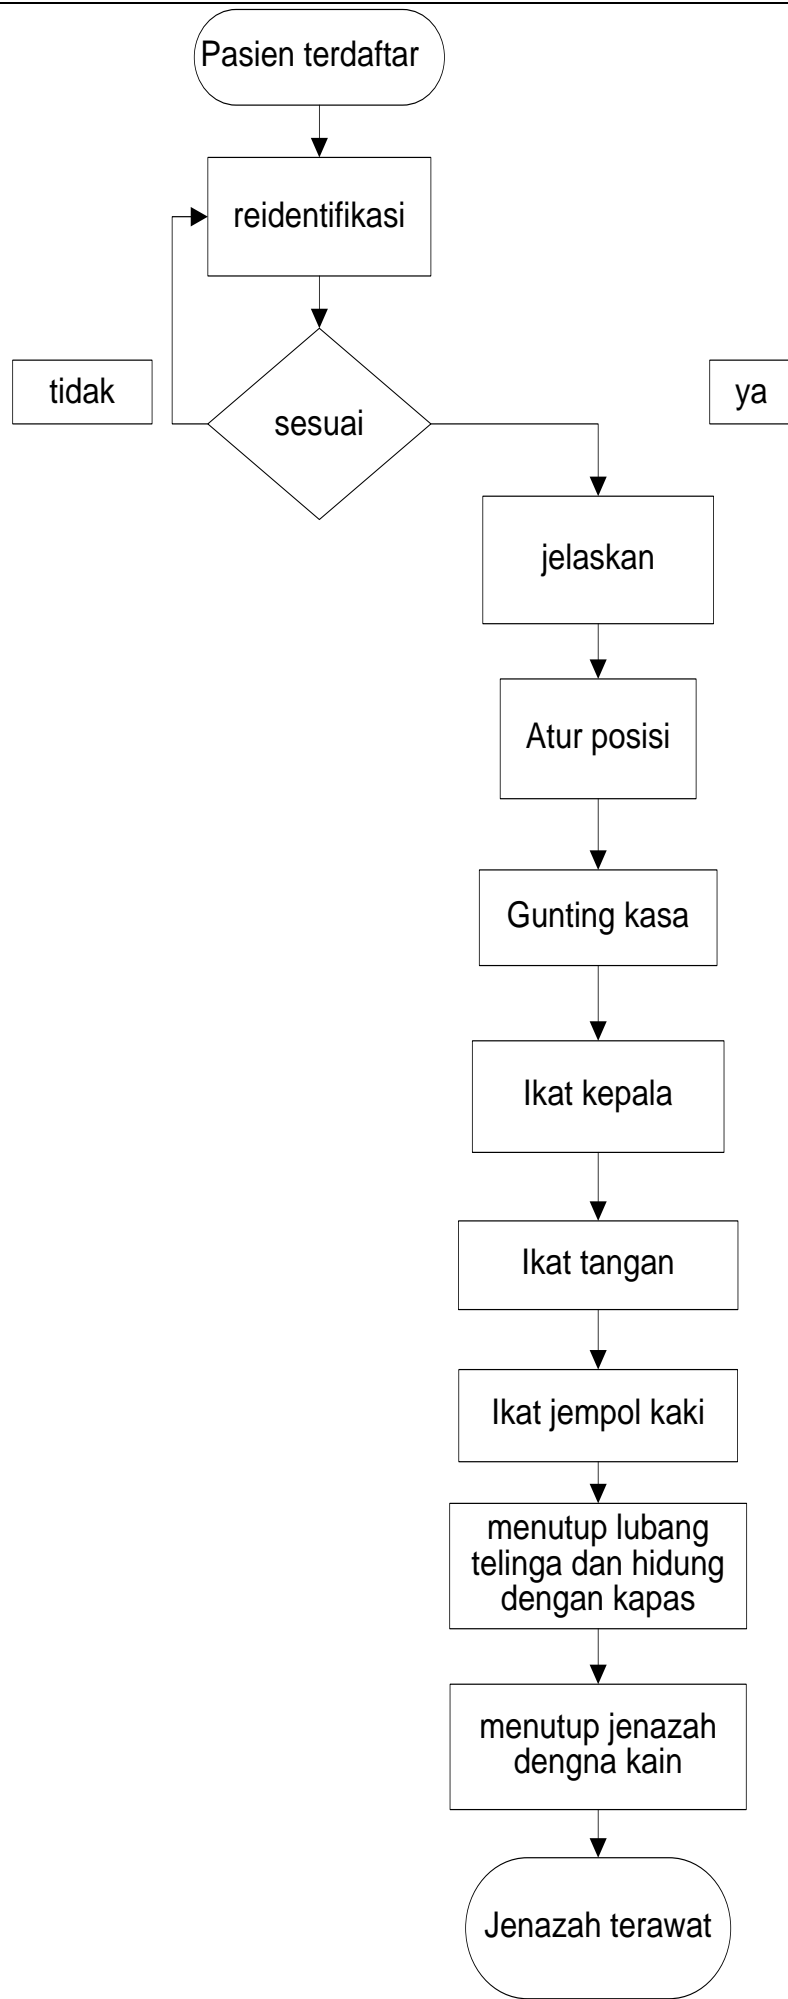 Pasien terdaftar
reidentifikasi
tidak
sesuai
ya
jelaskan
Atur posisi
Gunting kasa
Ikat kepala
Ikat tangan
Ikat jempol kaki
menutup lubang
telinga dan hidung
dengan kapas
menutup jenazah
dengna kain
Jenazah terawat